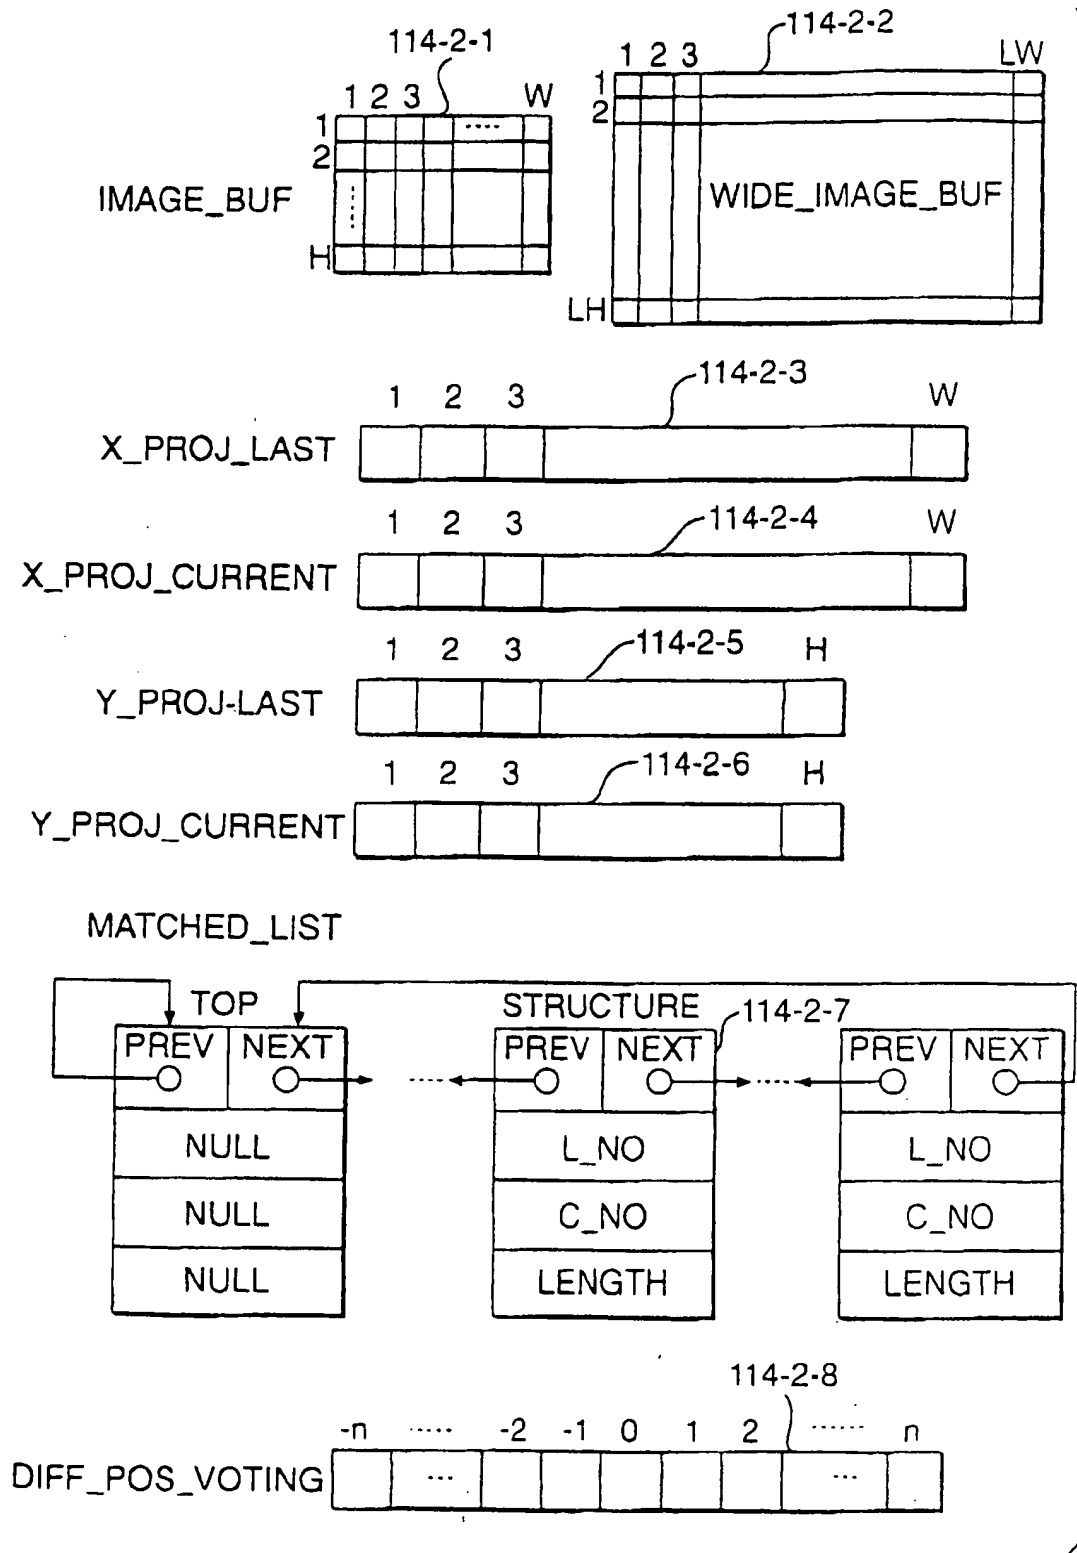 114-2-1
1 2 3 W
1
2
H
IMAGE_BUF
114-2-2
1 2 3 LW
1
2
LH
WIDE_IMAGE_BUF
114-2-3
1 2 3 W
X_PROJ_LAST
114-2-4
1 2 3 W
X_PROJ_CURRENT
114-2-5
1 2 3 H
Y_PROJ-LAST
114-2-6
1 2 3 H
Y_PROJ_CURRENT
MATCHED_LIST
TOP
PREV NEXT
NULL
NULL
NULL
STRUCTURE
114-2-7
PREV NEXT
L_NO
C_NO
LENGTH
PREV NEXT
L_NO
C_NO
LENGTH
114-2-8
-n ..... -2 -1 0 1 2 ...... n
DIFF_POS_VOTING ... ...